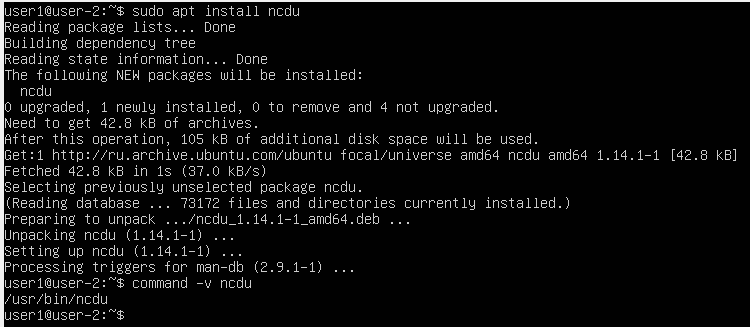 user1@user-2:~$ sudo apt install ncdu
Reading package lists... Done
Building dependency tree
Reading state information... Done
The following NEW packages will be installed:
  ncdu
0 upgraded, 1 newly installed, 0 to remove and 4 not upgraded.
Need to get 42.8 kB of archives.
After this operation, 105 kB of additional disk space will be used.
Get:1 http://ru.archive.ubuntu.com/ubuntu focal/universe amd64 ncdu amd64 1.14.1-1 [42.8 kB]
Fetched 42.8 kB in 1s (37.0 kB/s)
Selecting previously unselected package ncdu.
(Reading database ... 73172 files and directories currently installed.)
Preparing to unpack .../ncdu_1.14.1-1_amd64.deb ...
Unpacking ncdu (1.14.1-1) ...
Setting up ncdu (1.14.1-1) ...
Processing triggers for man-db (2.9.1-1) ...
user1@user-2:~$ command -v ncdu
/usr/bin/ncdu
user1@user-2:~$